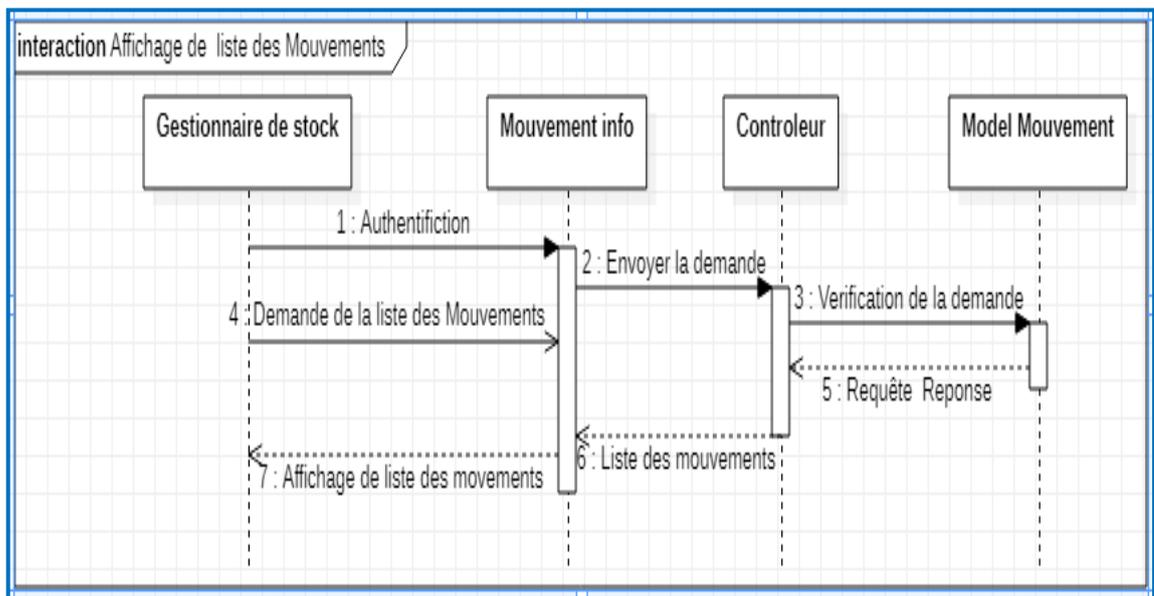 interaction Affichage de liste des Mouvements
Gestionnaire de stock
Mouvement info
Controleur
Model Mouvement
1 : Authentifiction
2 : Envoyer la demande
3 : Verification de la demande
4 : Demande de la liste des Mouvements
5 : Requête Reponse
6 : Liste des mouvements
7 : Affichage de liste des movements